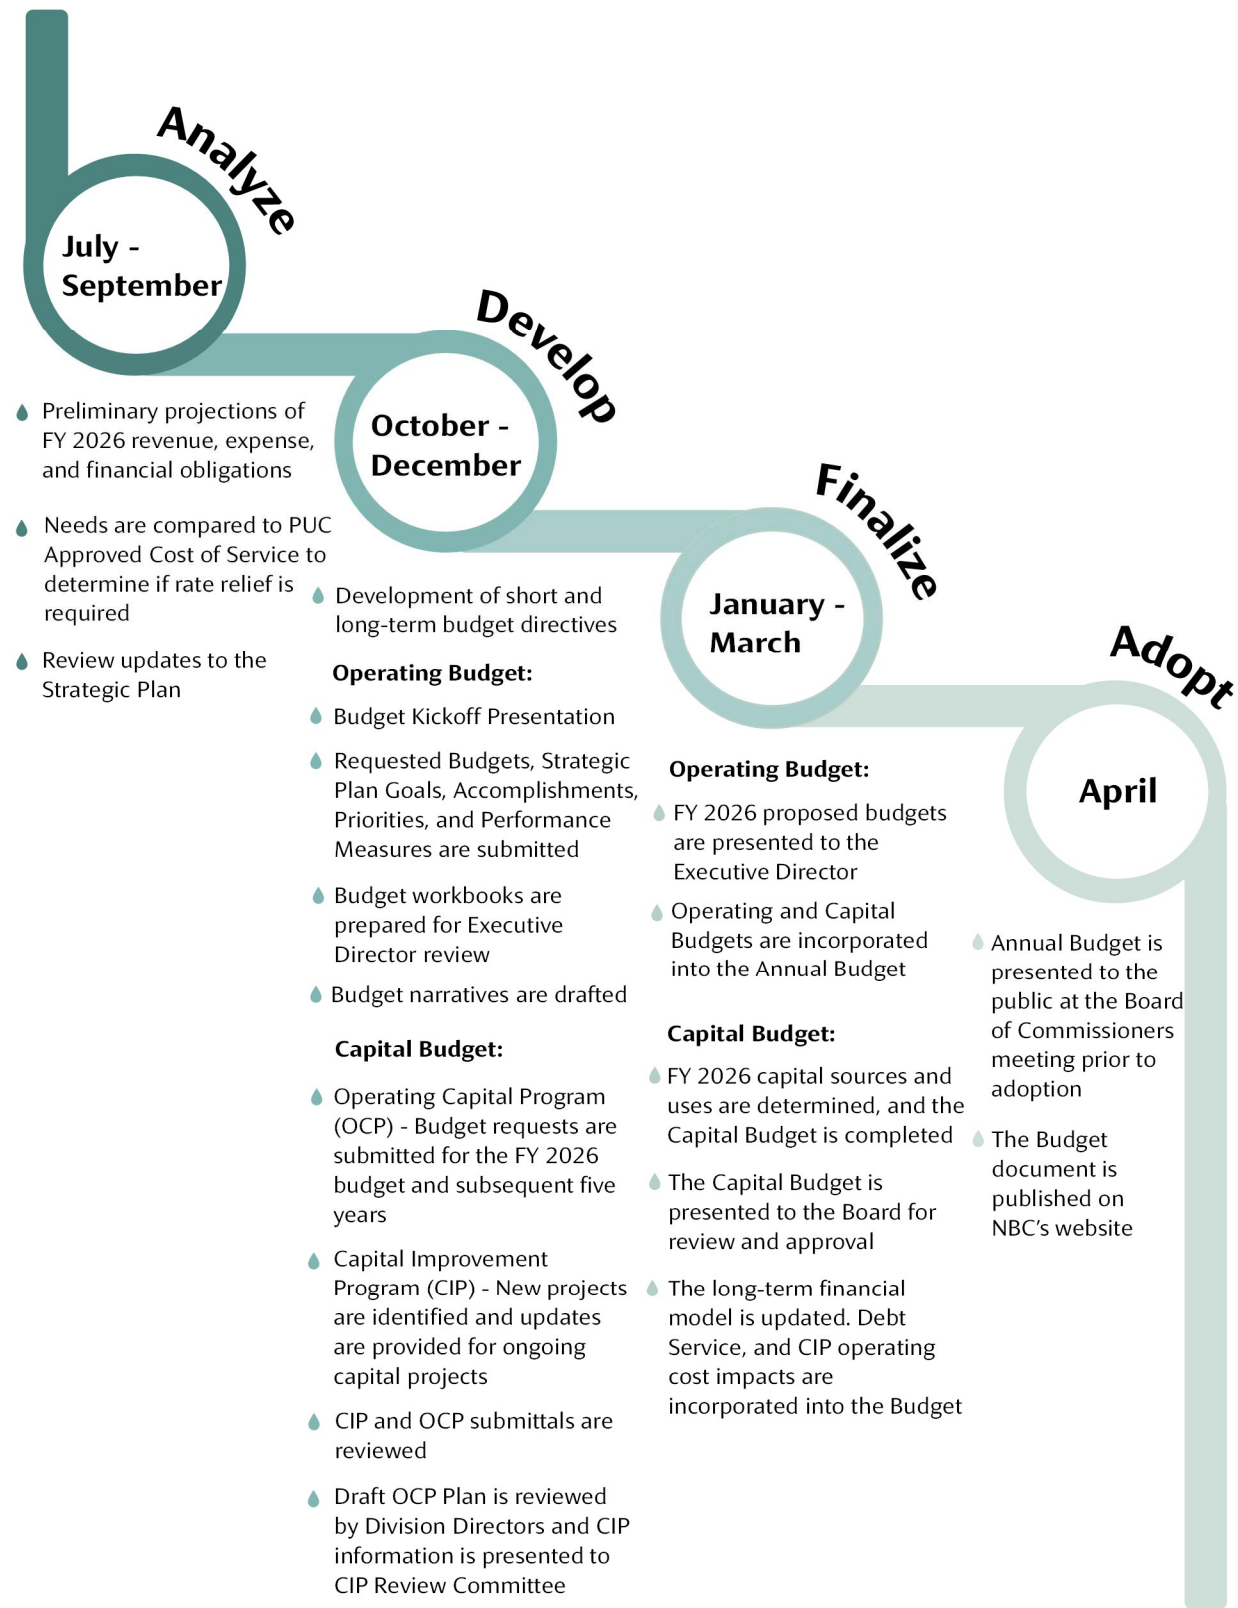 Analyze
July -
September
Preliminary projections of
FY 2026 revenue, expense,
and financial obligations
Needs are compared to PUC
Approved Cost of Service to
determine if rate relief is
required
Review updates to the
Strategic Plan
Develop
October -
December
Development of short and
long-term budget directives
Operating Budget:
Budget Kickoff Presentation
Requested Budgets, Strategic
Plan Goals, Accomplishments,
Priorities, and Performance
Measures are submitted
Budget workbooks are
prepared for Executive
Director review
Budget narratives are drafted
Capital Budget:
Operating Capital Program
(OCP) - Budget requests are
submitted for the FY 2026
budget and subsequent five
years
Capital Improvement
Program (CIP) - New projects
are identified and updates
are provided for ongoing
capital projects
CIP and OCP submittals are
reviewed
Draft OCP Plan is reviewed
by Division Directors and CIP
information is presented to
CIP Review Committee
Finalize
January -
March
Operating Budget:
FY 2026 proposed budgets
are presented to the
Executive Director
Operating and Capital
Budgets are incorporated
into the Annual Budget
Capital Budget:
FY 2026 capital sources and
uses are determined, and the
Capital Budget is completed
The Capital Budget is
presented to the Board for
review and approval
The long-term financial
model is updated. Debt
Service, and CIP operating
cost impacts are
incorporated into the Budget
Adopt
April
Annual Budget is
presented to the
public at the Board
of Commissioners
meeting prior to
adoption
The Budget
document is
published on
NBC's website